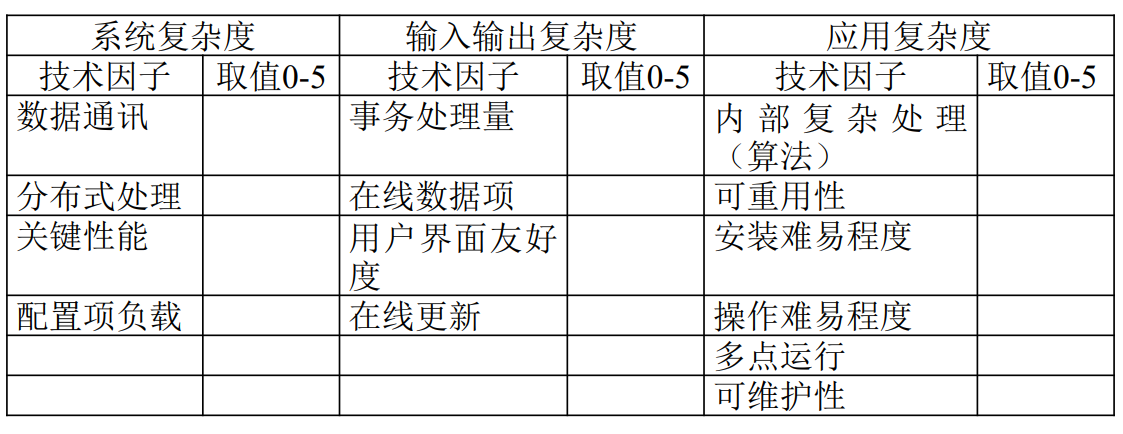 系统复杂度 输入输出复杂度 应用复杂度
技术因子 取值0-5 技术因子 取值0-5 技术因子 取值0-5
数据通讯 事务处理量 内部复杂处理
（算法）
分布式处理 在线数据项 可重用性
关键性能 用户界面友好 安装难易程度
度
配置项负载 在线更新 操作难易程度
多点运行
可维护性